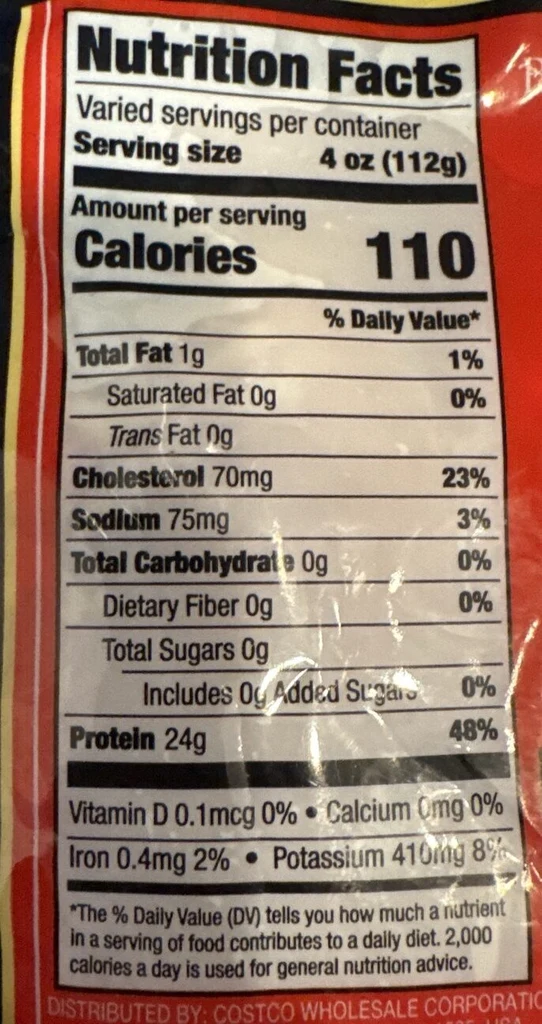 Nutrition Facts
Varied servings per container
Serving size 4 oz (112g)
Amount per serving
Calories 110
% Daily Value*
Total Fat 1g 1%
Saturated Fat 0g 0%
Trans Fat 0g
Cholesterol 70mg 23%
Sodium 75mg 3%
Total Carbohydrate 0g 0%
Dietary Fiber 0g 0%
Total Sugars 0g
Includes 0g Added Sugars 0%
Protein 24g 48%
Vitamin D 0.1mcg 0% • Calcium 0mg 0%
Iron 0.4mg 2% • Potassium 410mg 8%
*The % Daily Value (DV) tells you how much a nutrient
in a serving of food contributes to a daily diet. 2,000
calories a day is used for general nutrition advice.
DISTRIBUTED BY: COSTCO WHOLESALE